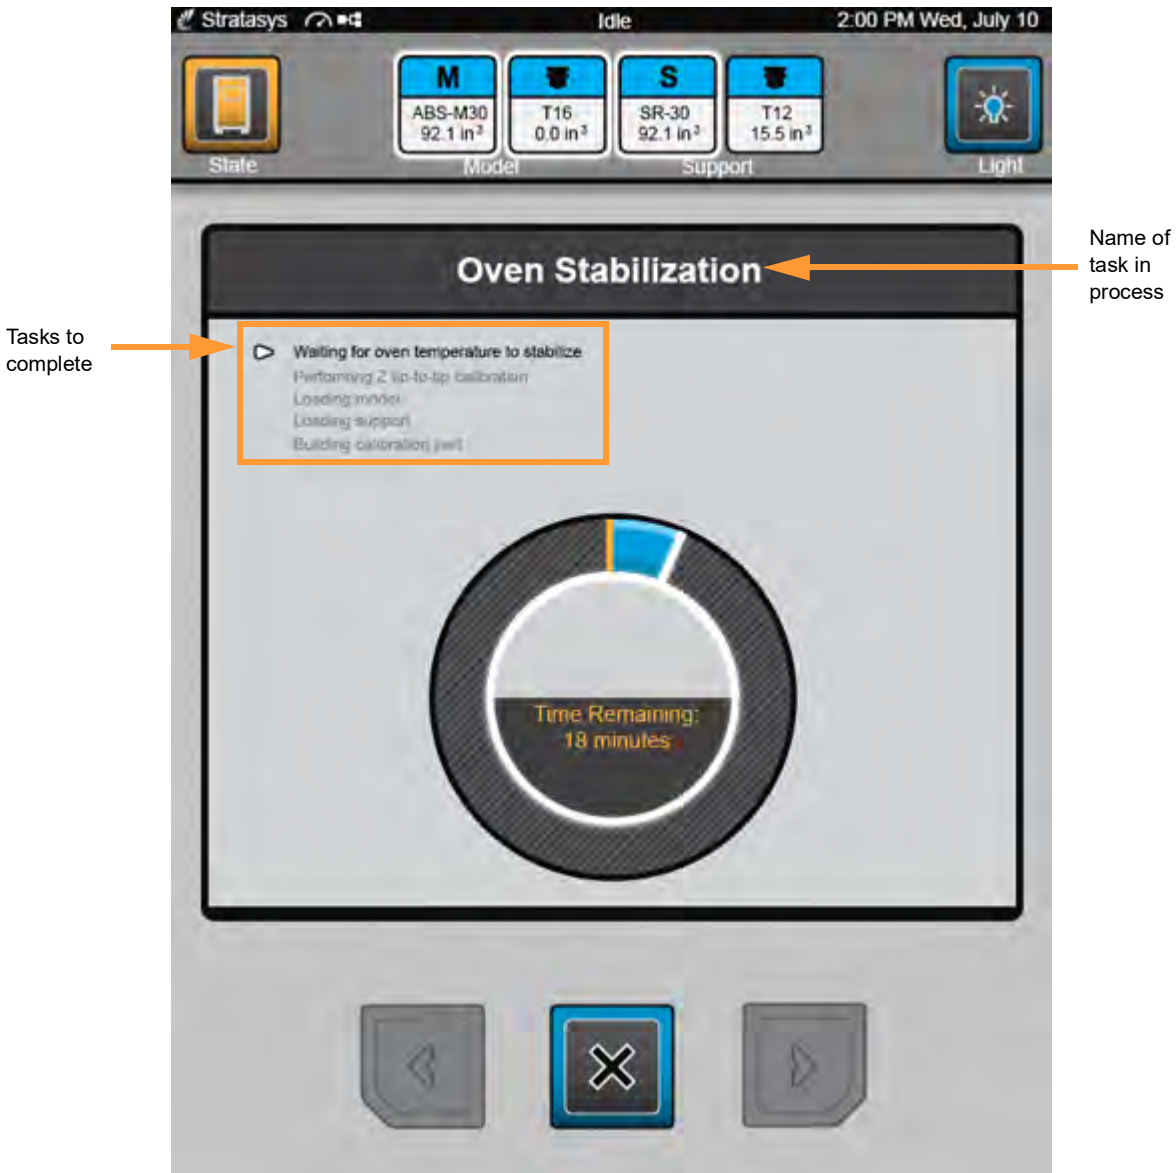 Stratasys
Idle
2:00 PM Wed, July 10
M
S
ABS-M30
92.1 in³
T16
0.0 in³
SR-30
92.1 in³
T12
15.5 in³
State
Model
Support
Light
Oven Stabilization
Name of
task in
process
Tasks to
complete
Waiting for oven temperature to stabilize
Performing Z tip-to-tip calibration
Loading model
Loading support
Building calibration part
Time Remaining:
18 minutes